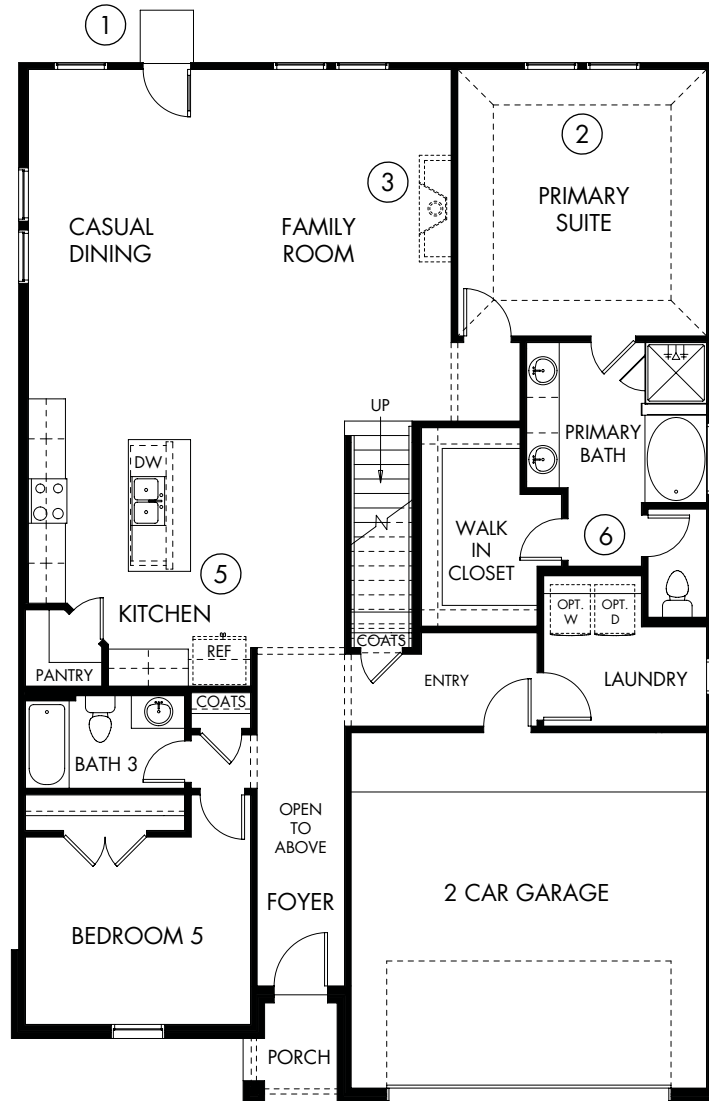 1
2
PRIMARY
SUITE
3
CASUAL
DINING
FAMILY
ROOM
UP
DW
PRIMARY
BATH
WALK
IN
CLOSET
6
5
KITCHEN
OPT.
W
OPT.
D
COATS
REF
PANTRY
ENTRY
LAUNDRY
COATS
BATH 3
OPEN
TO
ABOVE
FOYER
2 CAR GARAGE
BEDROOM 5
PORCH